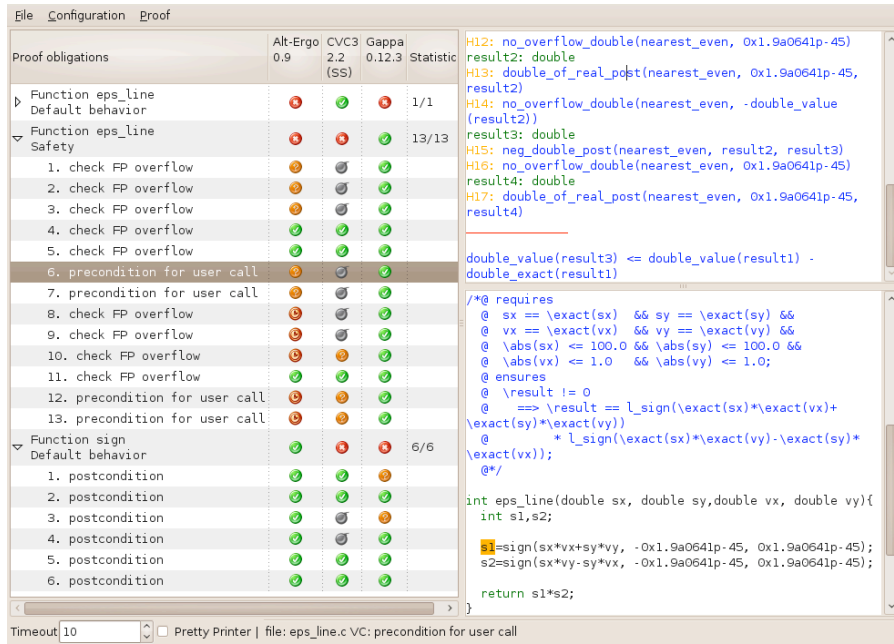 File Configuration Proof
Proof obligations
Alt-Ergo 0.9
CVC3 2.2 (SS)
Gappa 0.12.3
Statistic
Function eps_line
Default behavior
1/1
Function eps_line
Safety
13/13
1. check FP overflow
2. check FP overflow
3. check FP overflow
4. check FP overflow
5. check FP overflow
6. precondition for user call
7. precondition for user call
8. check FP overflow
9. check FP overflow
10. check FP overflow
11. check FP overflow
12. precondition for user call
13. precondition for user call
Function sign
Default behavior
6/6
1. postcondition
2. postcondition
3. postcondition
4. postcondition
5. postcondition
6. postcondition
H12: no_overflow_double(nearest_even, 0x1.9a0641p-45)
result2: double
H13: double_of_real_post(nearest_even, 0x1.9a0641p-45,
result2)
H14: no_overflow_double(nearest_even, -double_value
(result2))
result3: double
H15: neg_double_post(nearest_even, result2, result3)
H16: no_overflow_double(nearest_even, 0x1.9a0641p-45)
result4: double
H17: double_of_real_post(nearest_even, 0x1.9a0641p-45,
result4)
double_value(result3) <= double_value(result1) -
double_exact(result1)
/*@ requires
@ sx == \exact(sx) && sy == \exact(sy) &&
@ vx == \exact(vx) && vy == \exact(vy) &&
@ \abs(sx) <= 100.0 && \abs(sy) <= 100.0 &&
@ \abs(vx) <= 1.0 && \abs(vy) <= 1.0;
@ ensures
@ \result != 0
@ ==> \result == l_sign(\exact(sx)*\exact(vx)+
\exact(sy)*\exact(vy))
@ * l_sign(\exact(sx)*\exact(vy)-\exact(sy)*
\exact(vx));
@*/
int eps_line(double sx, double sy,double vx, double vy){
int s1,s2;
s1=sign(sx*vx+sy*vy, -0x1.9a0641p-45, 0x1.9a0641p-45);
s2=sign(sx*vy-sy*vx, -0x1.9a0641p-45, 0x1.9a0641p-45);
return s1*s2;
}
Timeout 10 Pretty Printer | file: eps_line.c VC: precondition for user call